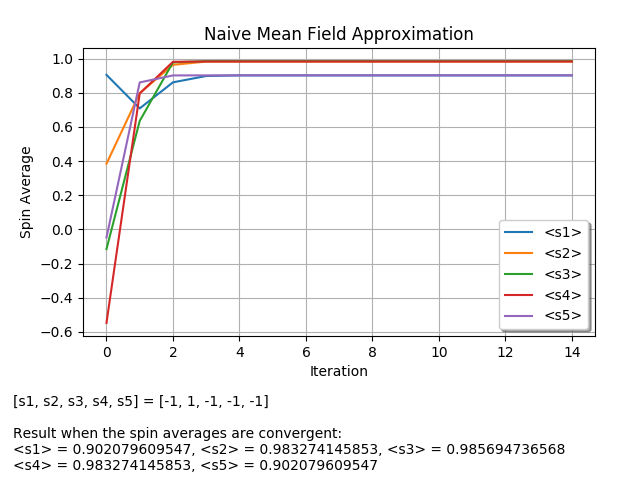 Naive Mean Field Approximation
1.0
0.8
0.6
0.4
0.2
0.0
−0.2
−0.4
−0.6
Spin Average
<s1>
<s2>
<s3>
<s4>
<s5>
0 2 4 6 8 10 12 14
Iteration
[s1, s2, s3, s4, s5] = [-1, 1, -1, -1, -1]
Result when the spin averages are convergent:
<s1> = 0.902079609547, <s2> = 0.983274145853, <s3> = 0.985694736568
<s4> = 0.983274145853, <s5> = 0.902079609547